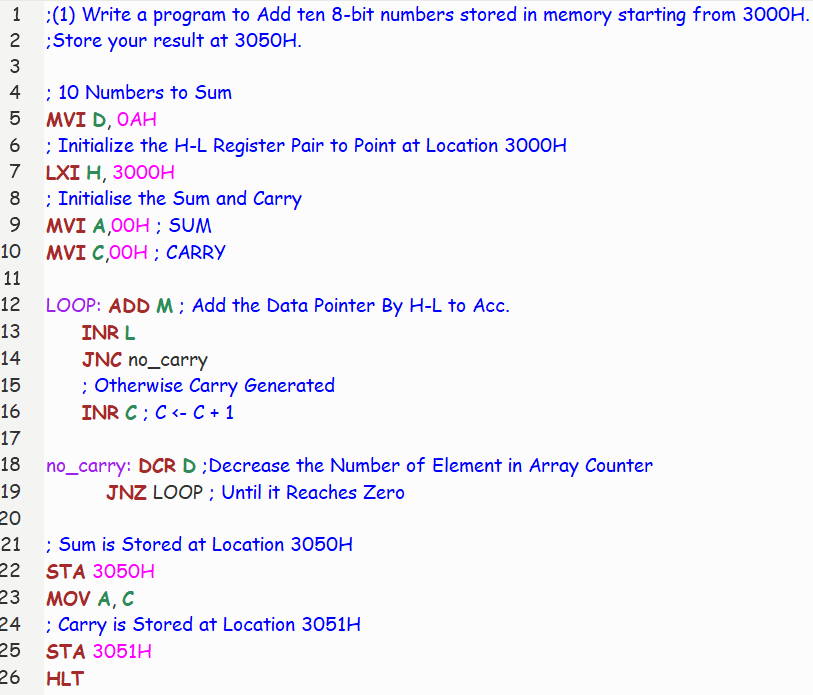 1 ;(1) Write a program to Add ten 8-bit numbers stored in memory starting from 3000H.
2 ;Store your result at 3050H.
3
4 ; 10 Numbers to Sum
5 MVI D, 0AH
6 ; Initialize the H-L Register Pair to Point at Location 3000H
7 LXI H, 3000H
8 ; Initialise the Sum and Carry
9 MVI A,00H ; SUM
10 MVI C,00H ; CARRY
11
12 LOOP: ADD M ; Add the Data Pointer By H-L to Acc.
13 INR L
14 JNC no_carry
15 ; Otherwise Carry Generated
16 INR C ; C <- C + 1
17
18 no_carry: DCR D ;Decrease the Number of Element in Array Counter
19 JNZ LOOP ; Until it Reaches Zero
20
21 ; Sum is Stored at Location 3050H
22 STA 3050H
23 MOV A, C
24 ; Carry is Stored at Location 3051H
25 STA 3051H
26 HLT